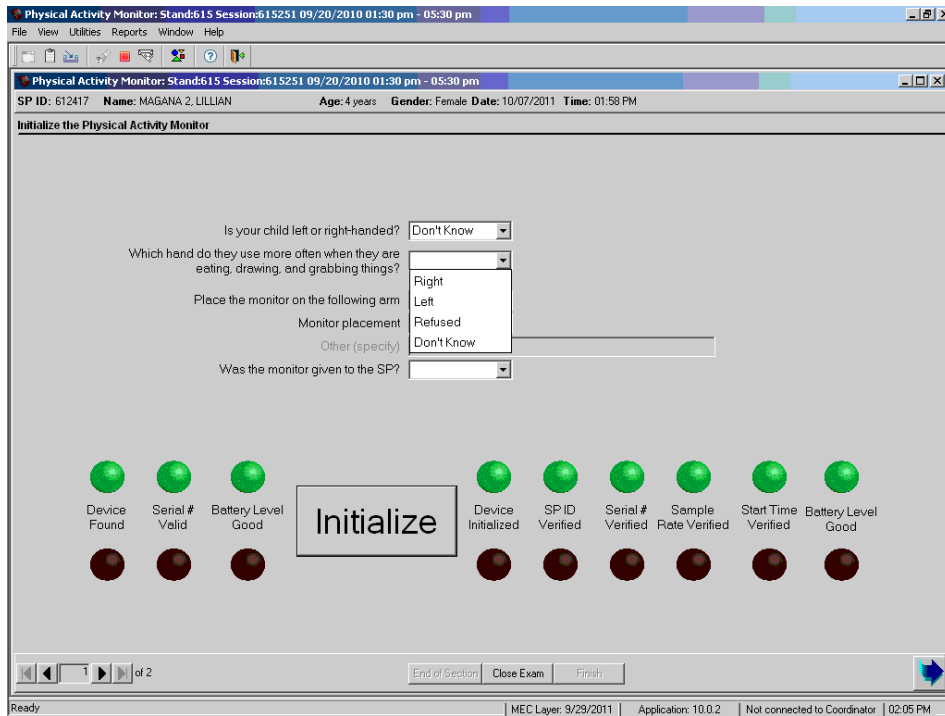 Physical Activity Monitor: Stand:615 Session:615251 09/20/2010 01:30 pm - 05:30 pm
File View Utilities Reports Window Help
Physical Activity Monitor: Stand:615 Session:615251 09/20/2010 01:30 pm - 05:30 pm
SP ID: 612417 Name: MAGANA 2, LILLIAN Age: 4 years Gender: Female Date: 10/07/2011 Time: 01:58 PM
Initialize the Physical Activity Monitor
Is your child left or right-handed? Don't Know
Which hand do they use more often when they are
eating, drawing, and grabbing things?
Right
Place the monitor on the following arm Left
Monitor placement Refused
Other (specify) Don't Know
Was the monitor given to the SP?
Device Found
Serial # Valid
Battery Level Good
Initialize
Device Initialized
SP ID Verified
Serial # Verified
Sample Rate Verified
Start Time Verified
Battery Level Good
1 of 2 End of Section Close Exam Finish
Ready MEC Layer: 9/29/2011 Application: 10.0.2 Not connected to Coordinator 02:05 PM